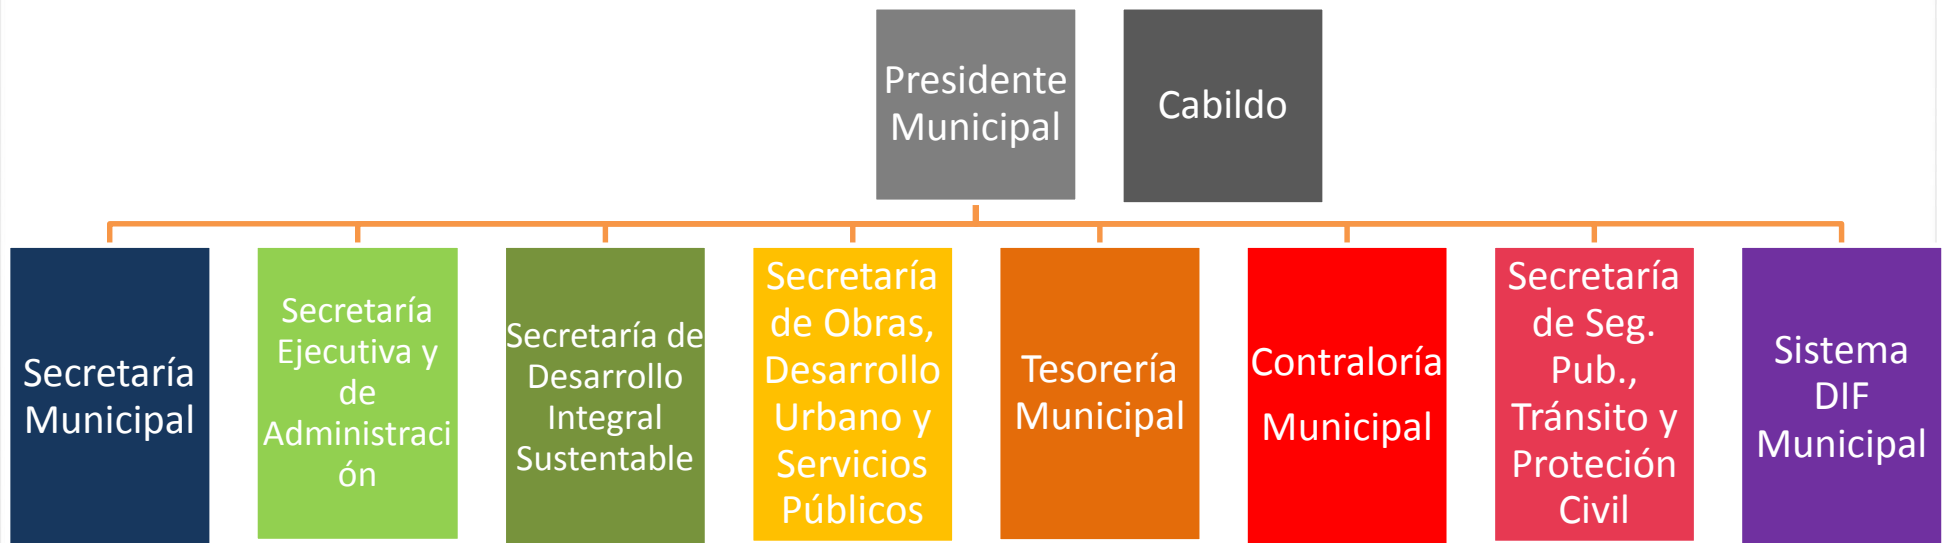 Presidente
Municipal
Cabildo
Secretaría
Municipal
Secretaría
Ejecutiva y
de
Administraci
ón
Secretaría de
Desarrollo
Integral
Sustentable
Secretaría
de Obras,
Desarrollo
Urbano y
Servicios
Públicos
Tesorería
Municipal
Contraloría
Municipal
Secretaría
de Seg.
Pub.,
Tránsito y
Proteción
Civil
Sistema
DIF
Municipal